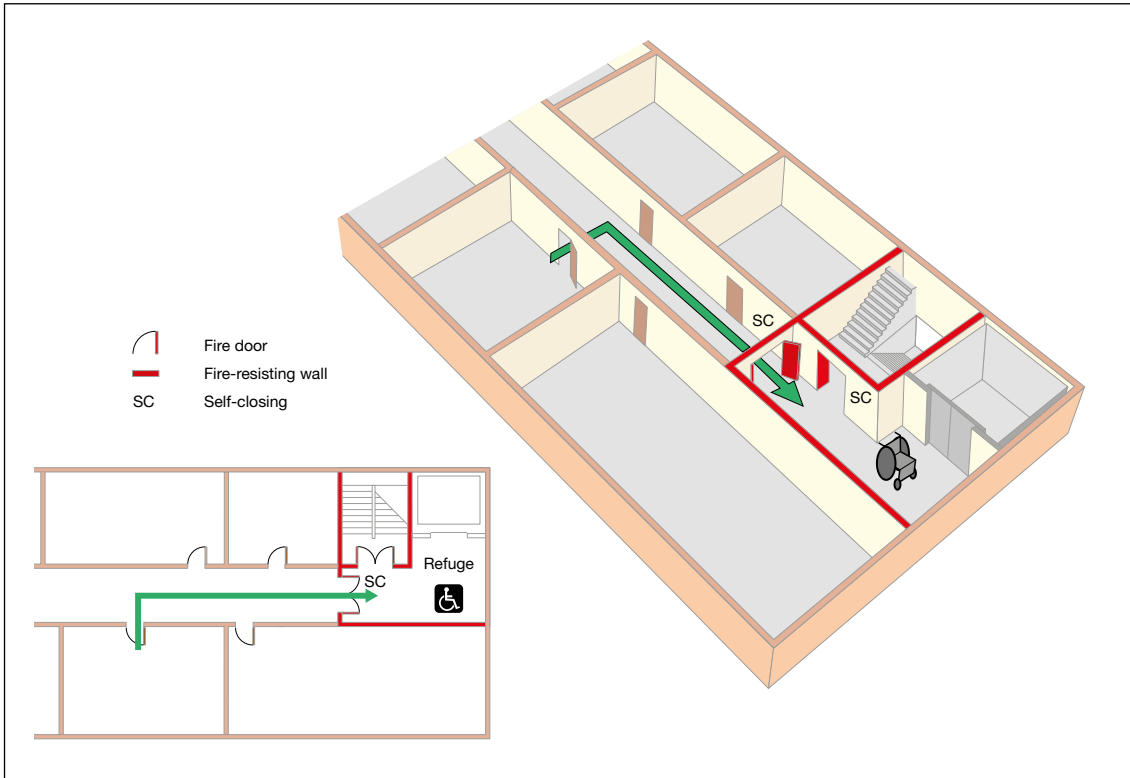 SC
SC
Fire door
Fire-resisting wall
SC Self-closing
Refuge
SC